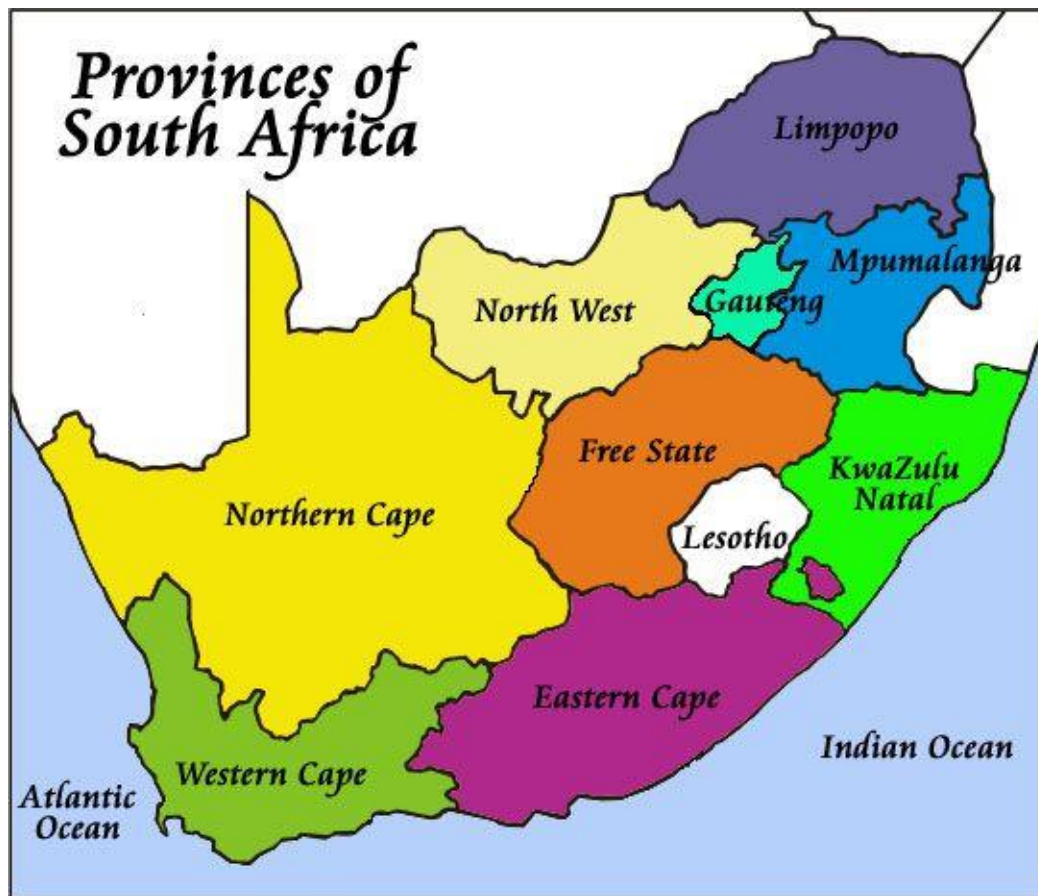 Provinces of
South Africa
Limpopo
Mpumalanga
Gauteng
North West
Free State
KwaZulu
Natal
Northern Cape
Lesotho
Eastern Cape
Indian Ocean
Western Cape
Atlantic
Ocean